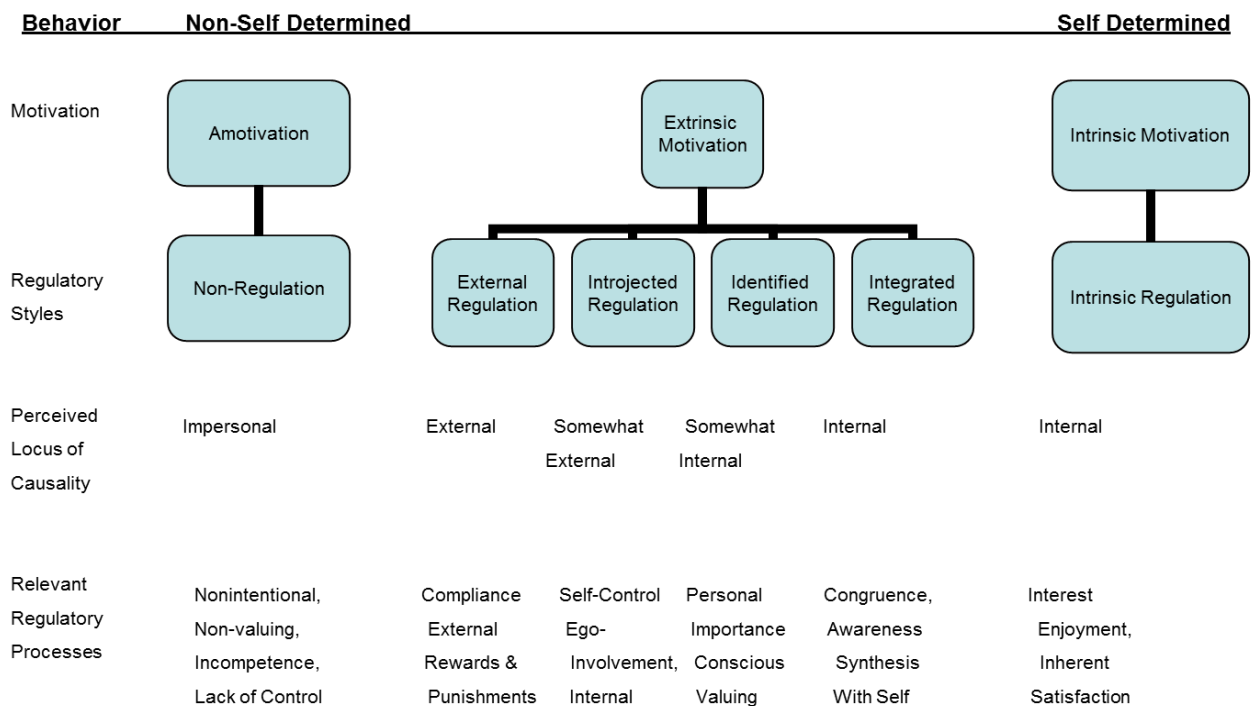 Behavior Non-Self Determined Self Determined
Motivation
Amotivation
Extrinsic
Motivation
Intrinsic Motivation
Regulatory
Styles
Non-Regulation
External
Regulation
Introjected
Regulation
Identified
Regulation
Integrated
Regulation
Intrinsic Regulation
Perceived
Locus of
Causality
Impersonal
External
Somewhat
External
Somewhat
Internal
Internal
Internal
Relevant
Regulatory
Processes
Nonintentional,
Non-valuing,
Incompetence,
Lack of Control
Compliance
External
Rewards &
Punishments
Self-Control
Ego-
Involvement,
Internal
Personal
Importance
Conscious
Valuing
Congruence,
Awareness
Synthesis
With Self
Interest
Enjoyment,
Inherent
Satisfaction